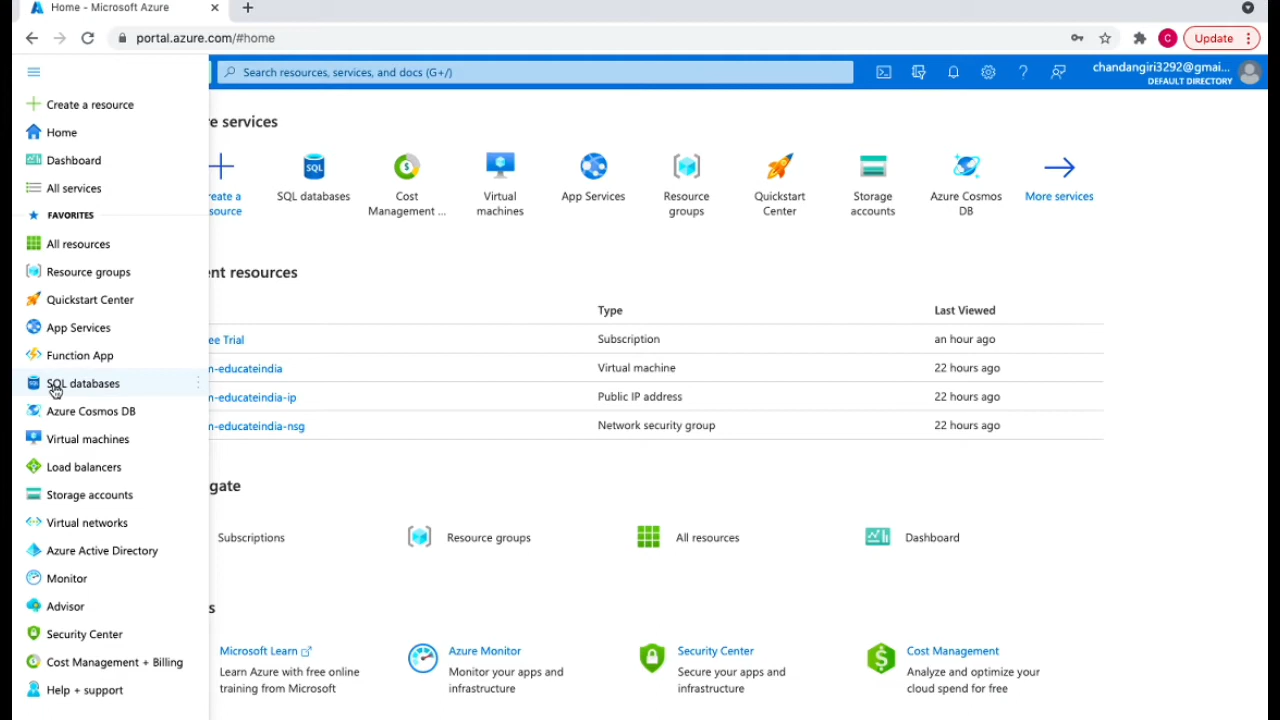 Home - Microsoft Azure
portal.azure.com/#home
Update
Search resources, services, and docs (G+/)
chandangiri3292@gmai...
DEFAULT DIRECTORY
Create a resource
Home
Dashboard
All services
FAVORITES
All resources
Resource groups
Quickstart Center
App Services
Function App
SQL databases
Azure Cosmos DB
Virtual machines
Load balancers
Storage accounts
Virtual networks
Azure Active Directory
Monitor
Advisor
Security Center
Cost Management + Billing
Help + support
re services
reate a
source
SQL databases
Cost
Management ...
Virtual
machines
App Services
Resource
groups
Quickstart
Center
Storage
accounts
Azure Cosmos
DB
More services
ent resources
Type
Last Viewed
ee Trial
Subscription
an hour ago
m-educateindia
Virtual machine
22 hours ago
m-educateindia-ip
Public IP address
22 hours ago
m-educateindia-nsg
Network security group
22 hours ago
gate
Subscriptions
Resource groups
All resources
Dashboard
s
Microsoft Learn
Learn Azure with free online
training from Microsoft
Azure Monitor
Monitor your apps and
infrastructure
Security Center
Secure your apps and
infrastructure
Cost Management
Analyze and optimize your
cloud spend for free